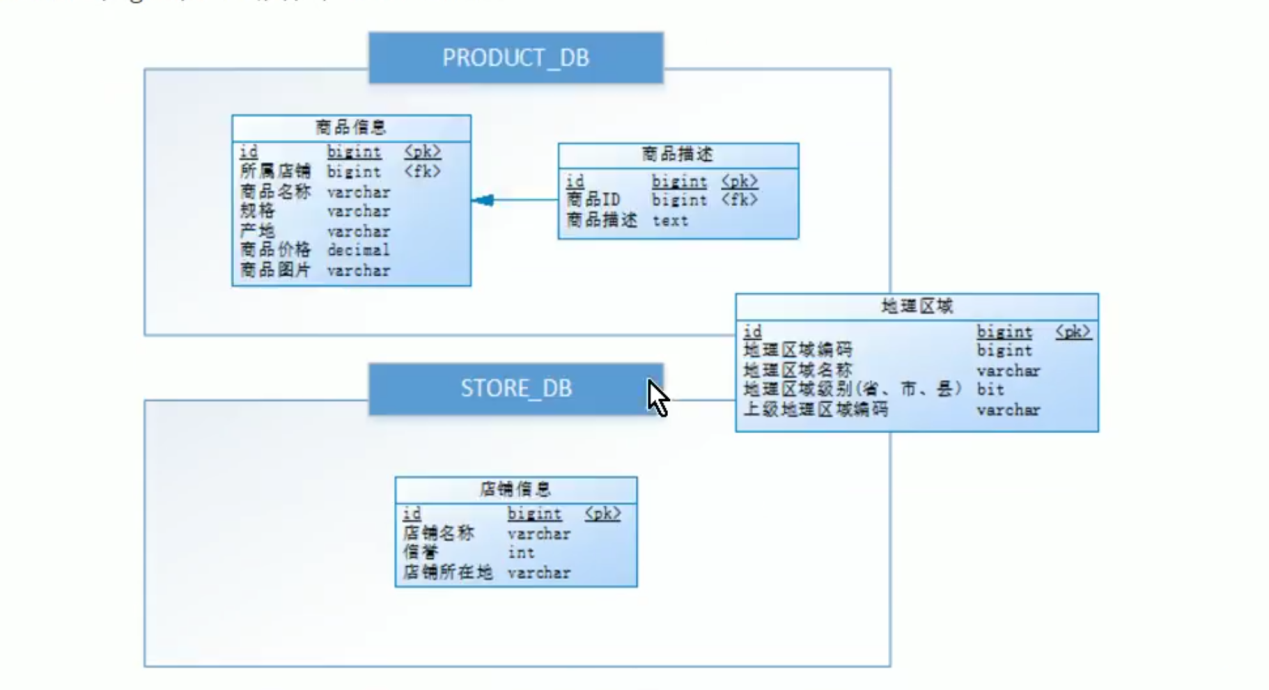 PRODUCT_DB
商品信息
id bigint <pk>
所属店铺 bigint <fk>
商品名称 varchar
规格 varchar
产地 varchar
商品价格 decimal
商品图片 varchar
商品描述
id bigint <pk>
商品ID bigint <fk>
商品描述 text
地理区域
id bigint <pk>
地理区域编码 bigint
地理区域名称 varchar
地理区域级别(省、市、县) bit
上级地理区域编码 varchar
STORE_DB
店铺信息
id bigint <pk>
店铺名称 varchar
信誉 int
店铺所在地 varchar